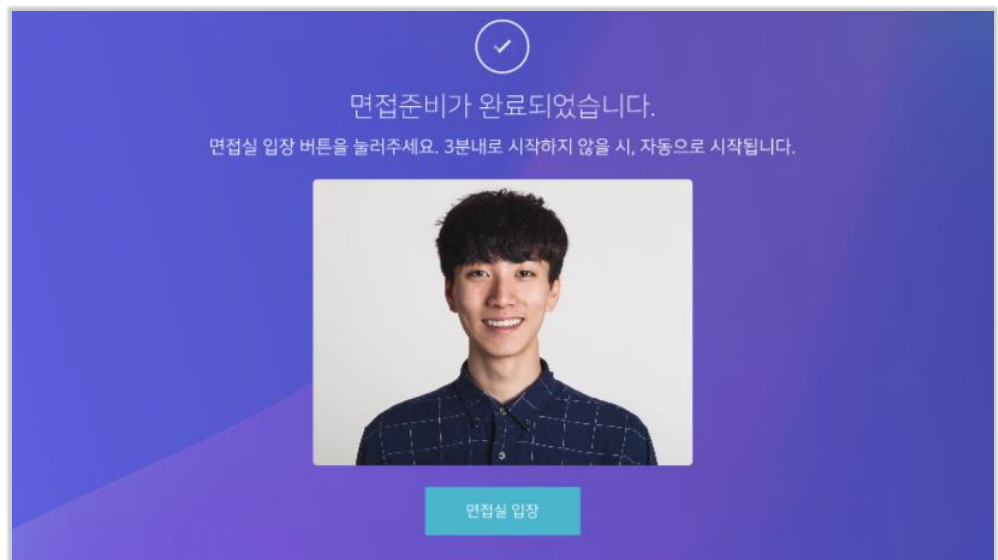 면접준비가 완료되었습니다.
면접실 입장 버튼을 눌러주세요. 3분내로 시작하지 않을 시, 자동으로 시작됩니다.
면접실 입장